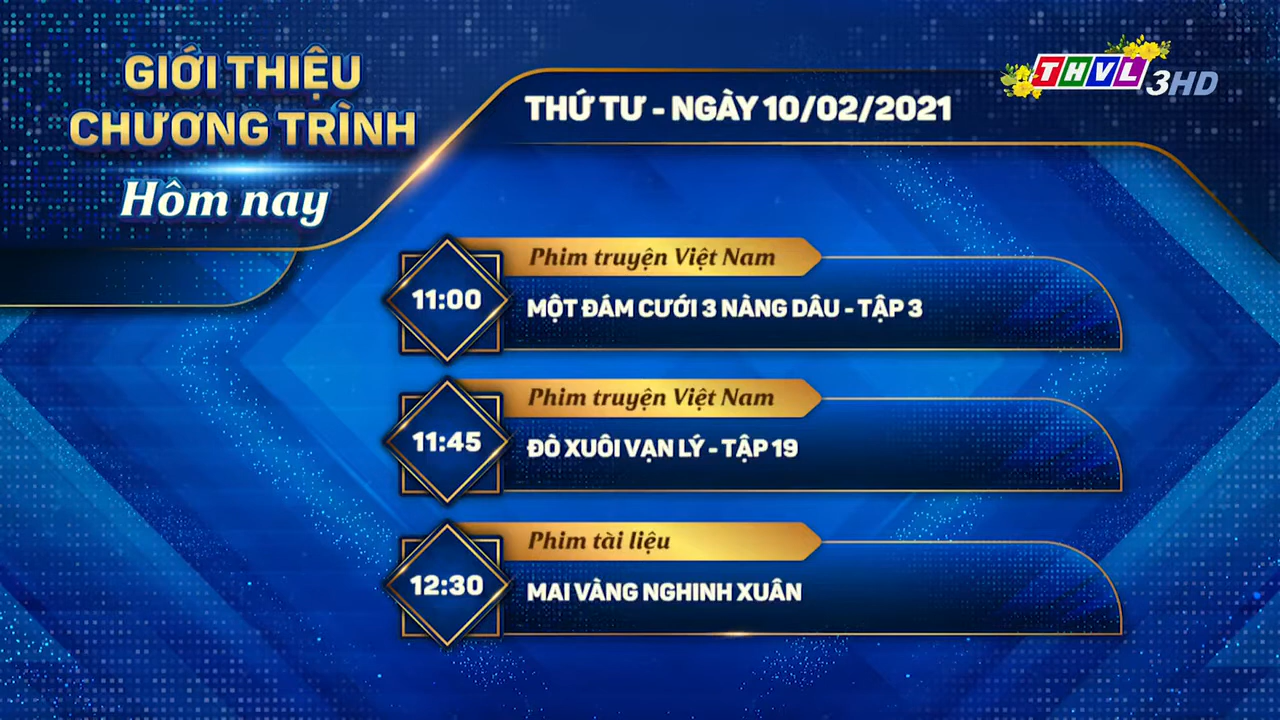 GIỚI THIỆU
CHƯƠNG TRÌNH
Hôm nay
THVL 3HD
THỨ TƯ - NGÀY 10/02/2021
Phim truyện Việt Nam
11:00
MỘT ĐÁM CƯỚI 3 NÀNG DÂU - TẬP 3
Phim truyện Việt Nam
11:45
ĐÒ XUÔI VẠN LÝ - TẬP 19
Phim tài liệu
12:30
MAI VÀNG NGHINH XUÂN